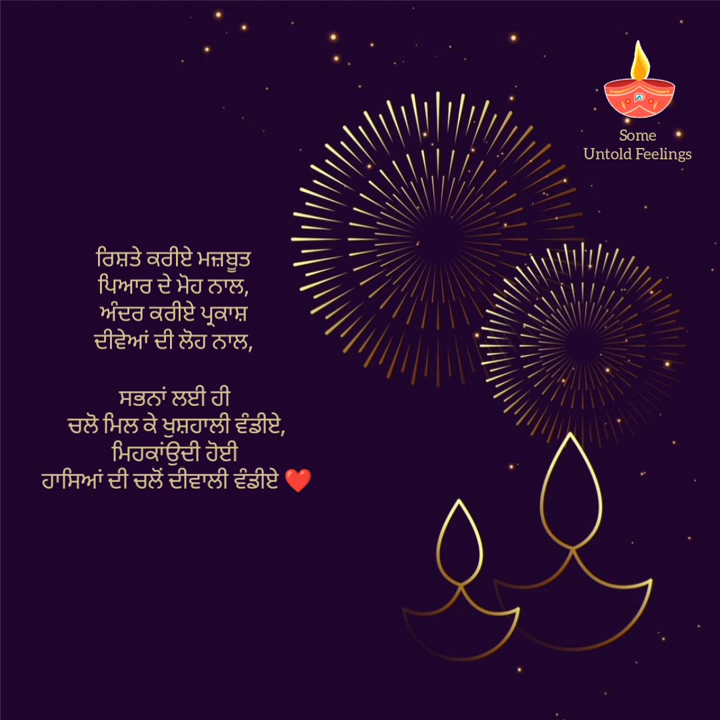 Some
Untold Feelings
ਰਿਸ਼ਤੇ ਕਰੀਏ ਮਜ਼ਬੂਤ
ਪਿਆਰ ਦੇ ਮੋਹ ਨਾਲ,
ਅੰਦਰ ਕਰੀਏ ਪ੍ਰਕਾਸ਼
ਦੀਵੇਆਂ ਦੀ ਲੋਹ ਨਾਲ,
ਸਭਨਾਂ ਲਈ ਹੀ
ਚਲੋ ਮਿਲ ਕੇ ਖੁਸ਼ਹਾਲੀ ਵੰਡੀਏ,
ਮਿਹਕਾਂਉਦੀ ਹੋਈ
ਹਾਸਿਆਂ ਦੀ ਚਲੋਂ ਦੀਵਾਲੀ ਵੰਡੀਏ ❤️